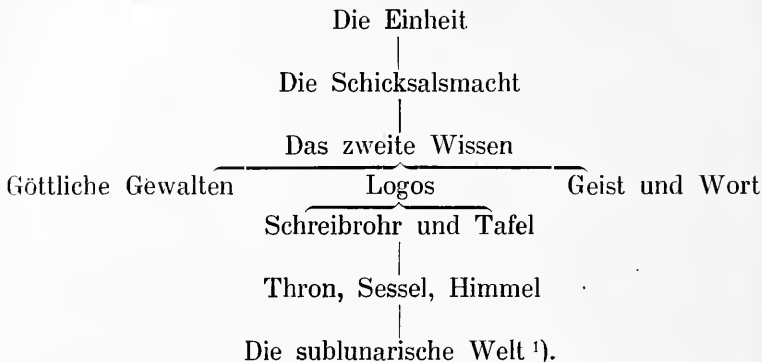 Die Einheit
Die Schicksalsmacht
Das zweite Wissen
Göttliche Gewalten Logos Geist und Wort
Schreibrohr und Tafel
Thron, Sessel, Himmel
Die sublunarische Welt ¹).